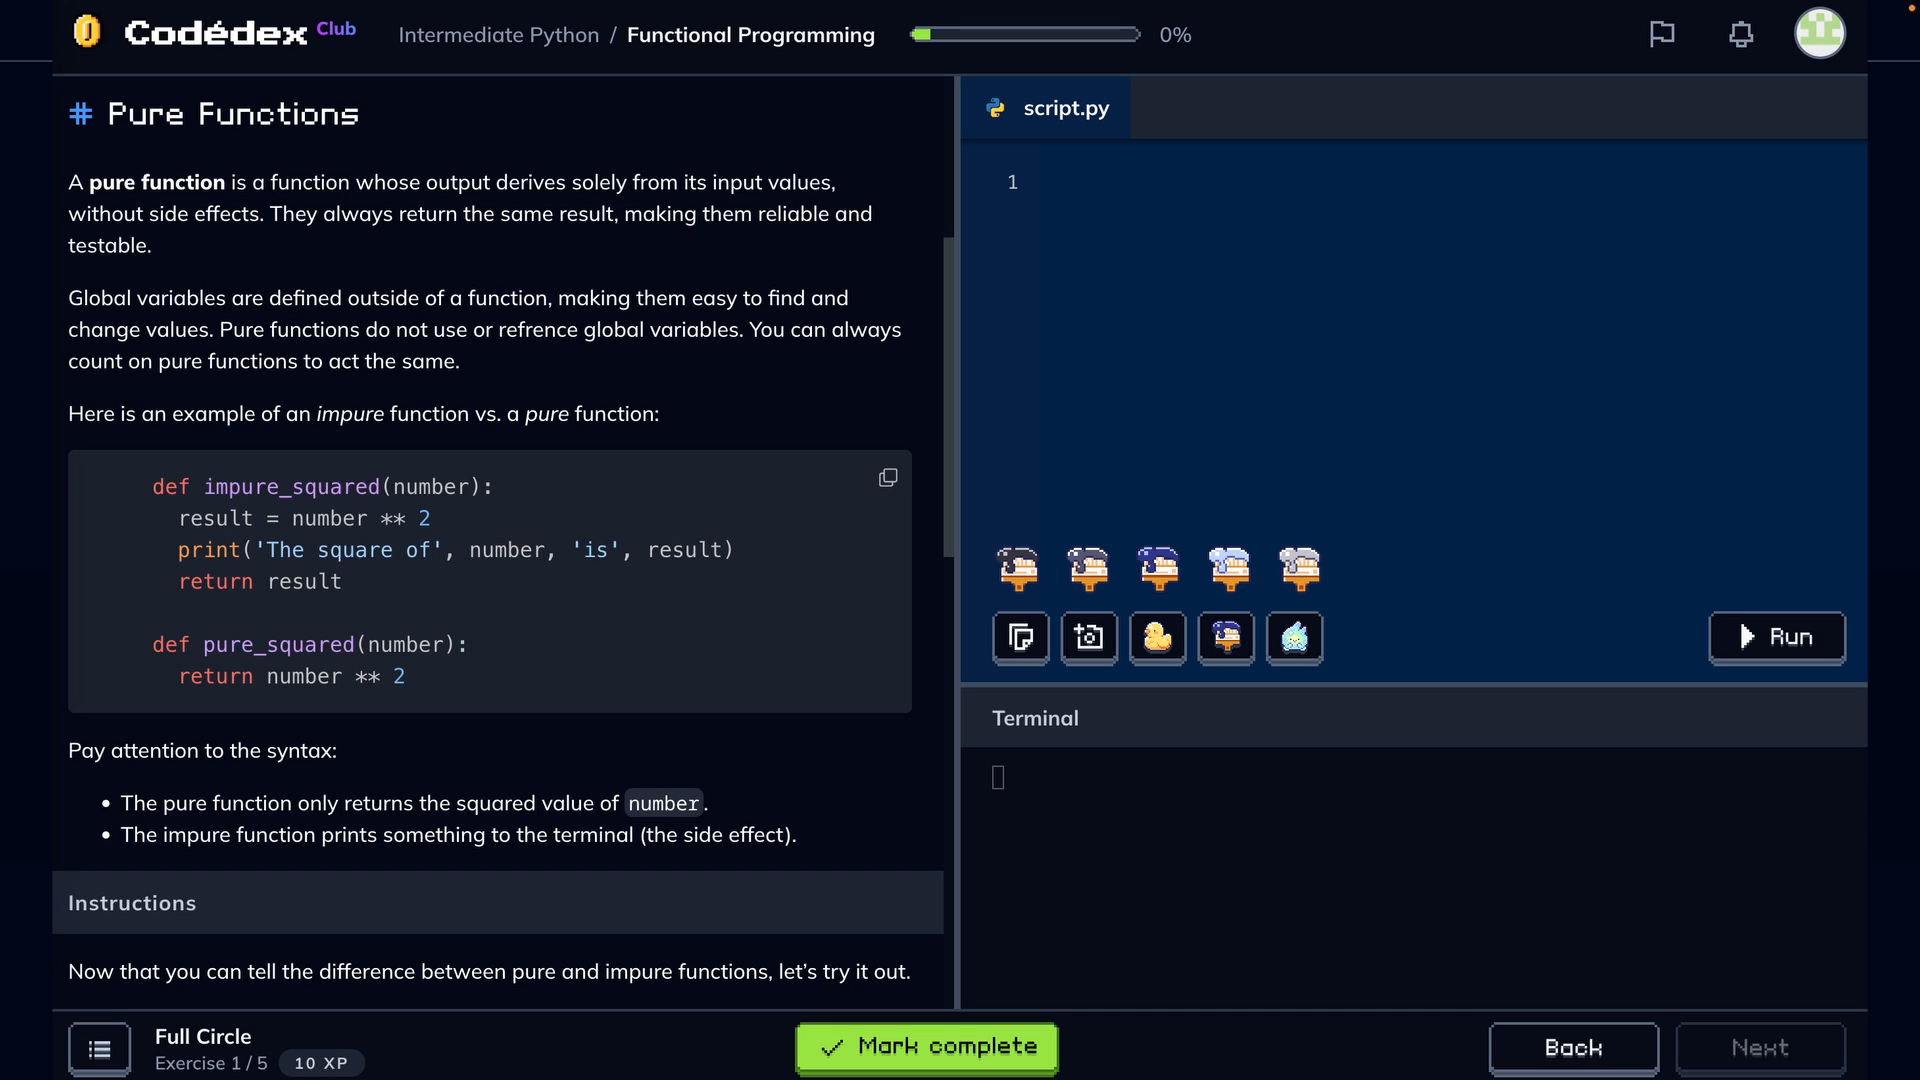 Codédex Club
Intermediate Python / Functional Programming
0%
# Pure Functions
A pure function is a function whose output derives solely from its input values,
without side effects. They always return the same result, making them reliable and
testable.
Global variables are defined outside of a function, making them easy to find and
change values. Pure functions do not use or refrence global variables. You can always
count on pure functions to act the same.
Here is an example of an impure function vs. a pure function:
def impure_squared(number):
result = number ** 2
print('The square of', number, 'is', result)
return result
def pure_squared(number):
return number ** 2
Pay attention to the syntax:
• The pure function only returns the squared value of number.
• The impure function prints something to the terminal (the side effect).
Instructions
Now that you can tell the difference between pure and impure functions, let’s try it out.
script.py
1
Run
Terminal
Full Circle
Exercise 1 / 5
10 XP
Mark complete
Back
Next